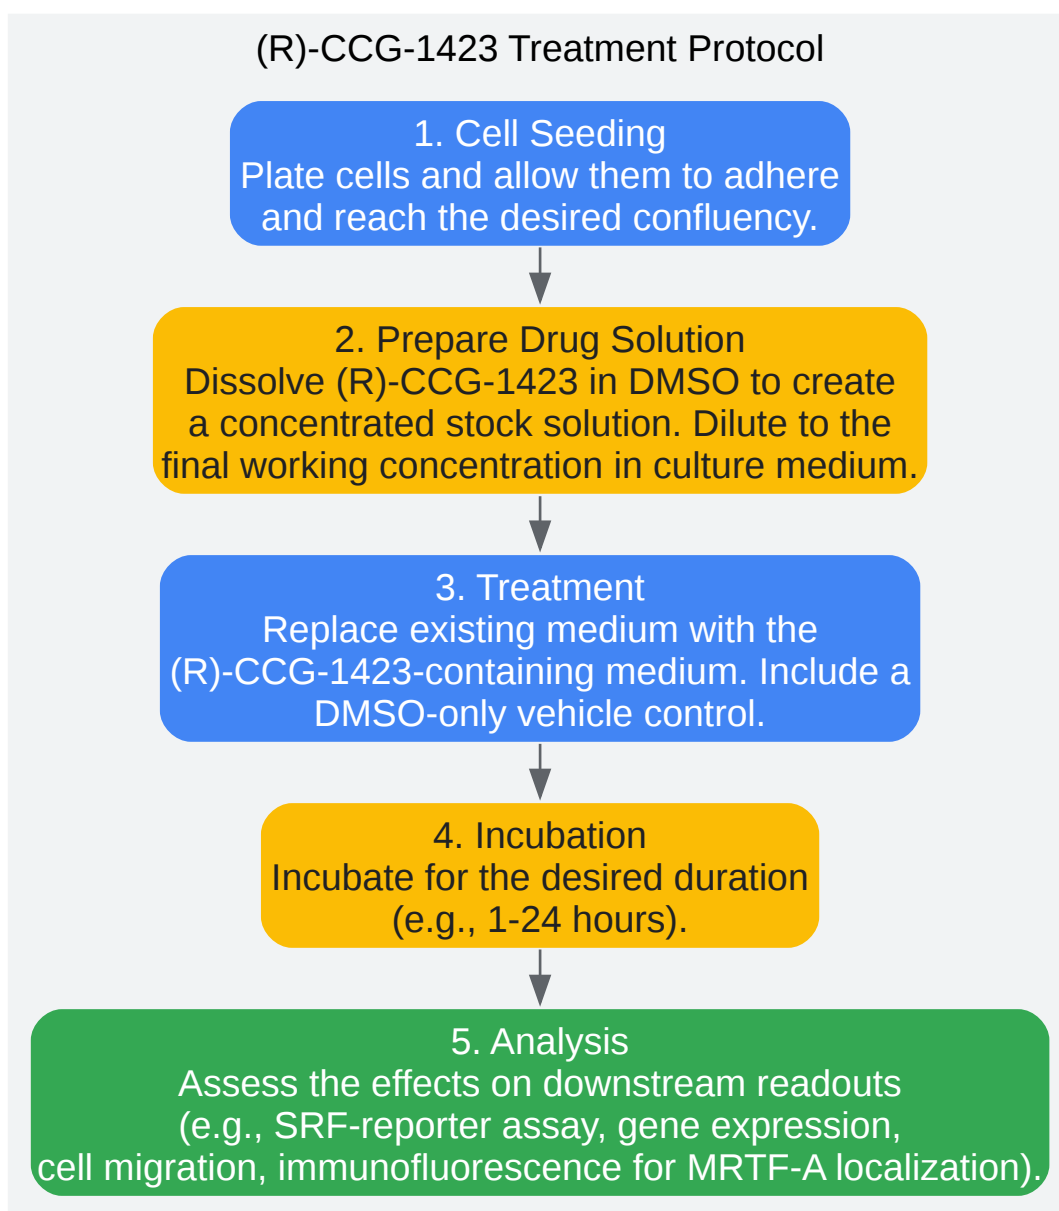 (R)-CCG-1423 Treatment Protocol
1. Cell Seeding
Plate cells and allow them to adhere
and reach the desired confluency.
2. Prepare Drug Solution
Dissolve (R)-CCG-1423 in DMSO to create
a concentrated stock solution. Dilute to the
final working concentration in culture medium.
3. Treatment
Replace existing medium with the
(R)-CCG-1423-containing medium. Include a
DMSO-only vehicle control.
4. Incubation
Incubate for the desired duration
(e.g., 1-24 hours).
5. Analysis
Assess the effects on downstream readouts
(e.g., SRF-reporter assay, gene expression,
cell migration, immunofluorescence for MRTF-A localization).